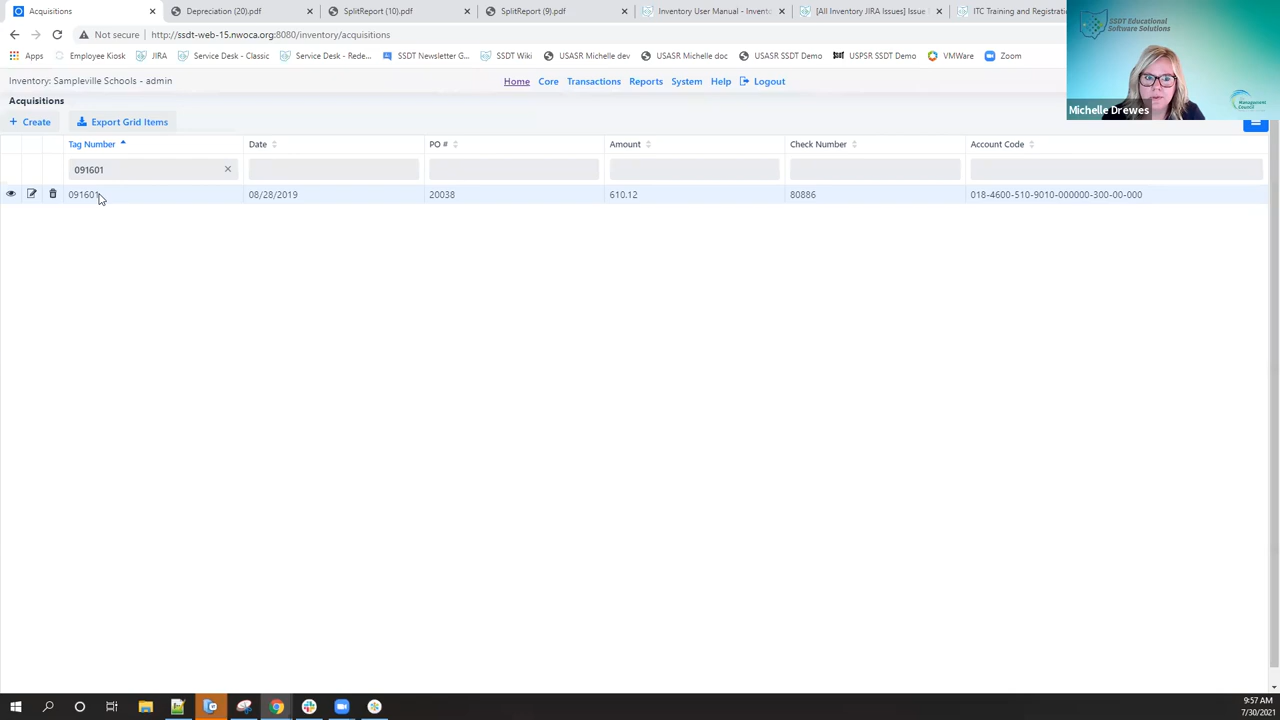 Acquisitions
Depreciation (20).pdf
SplitReport (10).pdf
SplitReport (9).pdf
Inventory User Manual - Invento
[All Inventory JIRA Issues] Issue
ITC Training and Registratio
Not secure
http://ssdt-web-15.nwoca.org:8080/inventory/acquisitions
Apps
Employee Kiosk
JIRA
Service Desk - Classic
Service Desk - Rede...
SSDT Newsletter G...
SSDT Wiki
USASR Michelle dev
USASR Michelle doc
USASR SSDT Demo
USPSR SSDT Demo
VMWare
Zoom
SSDT Educational
Software Solutions
Management
Council
Michelle Drewes
Inventory: Sampleville Schools - admin
Home
Core
Transactions
Reports
System
Help
Logout
Acquisitions
+ Create
Export Grid Items
Tag Number
Date
PO #
Amount
Check Number
Account Code
091601
091601
08/28/2019
20038
610.12
80886
018-4600-510-9010-000000-300-00-000
9:57 AM
7/30/2021